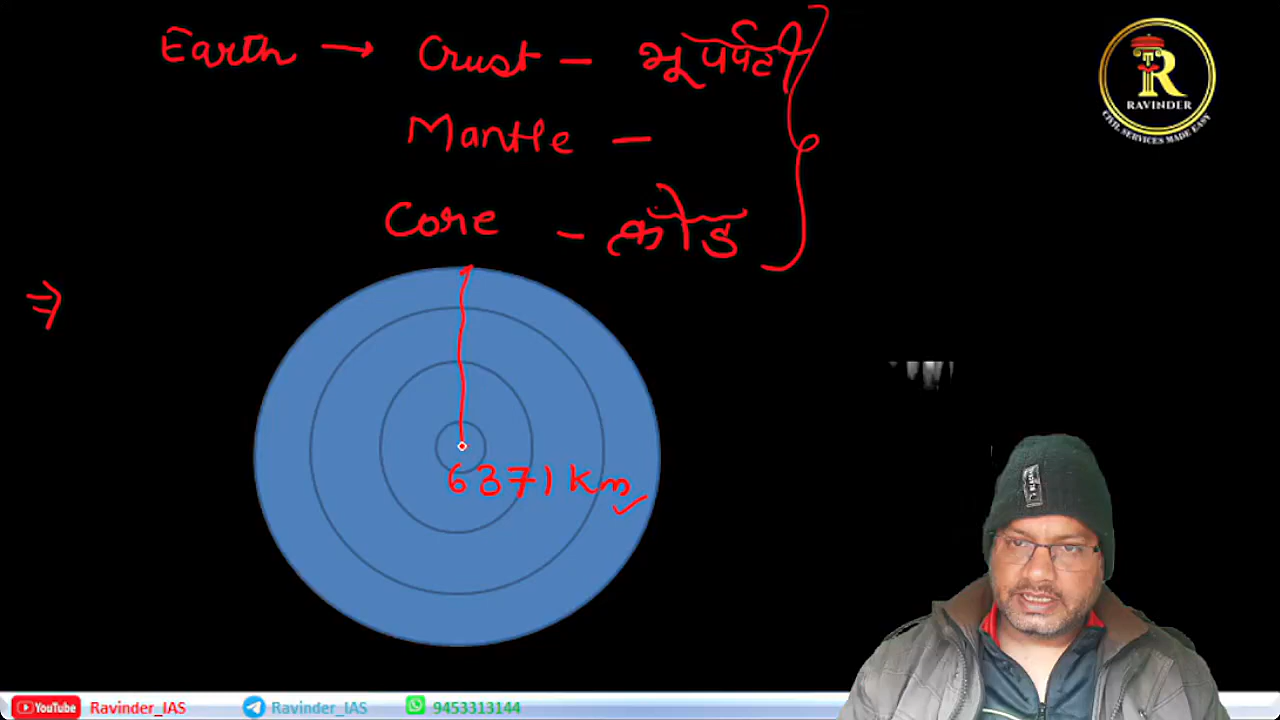 Earth → Crust - भू पर्पटी
Mantle -
Core - क्रोड
⇒
6371 km
R
RAVINDER
CIVIL SERVICES MADE EASY
YouTube Ravinder_IAS Ravinder_IAS 9453313144